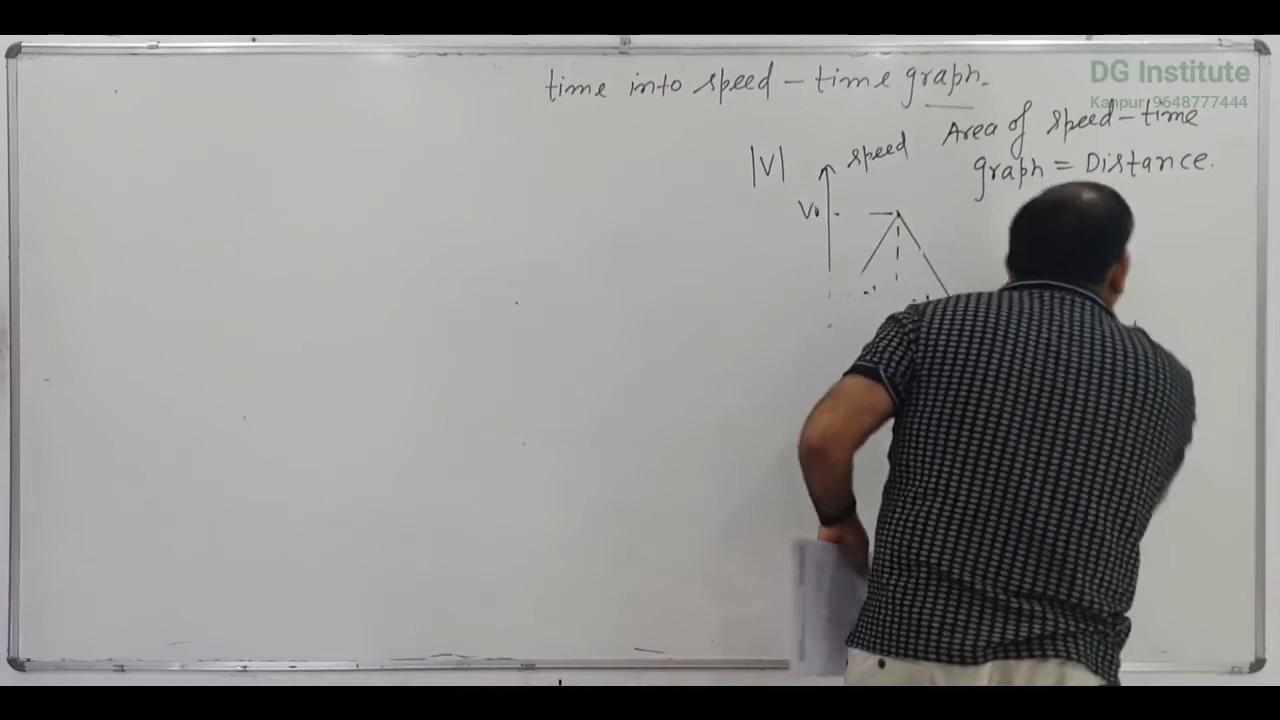 DG Institute
Kanpur 9648777444
time into speed - time graph.
Area of speed - time
graph = Distance.
|V| speed
V₀